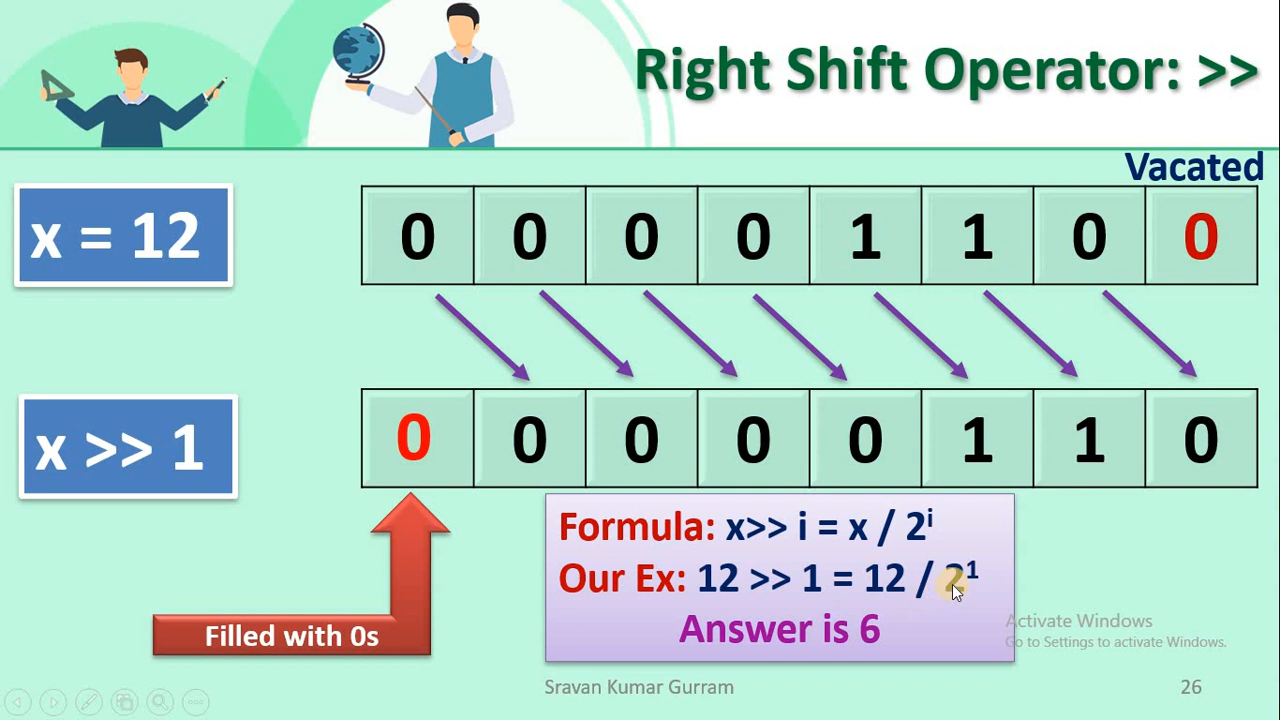 Right Shift Operator: >>
Vacated
x = 12
0 0 0 0 1 1 0 0
x >> 1
0 0 0 0 0 1 1 0
Formula: x>> i = x / 2ⁱ
Our Ex: 12 >> 1 = 12 / 2¹
Answer is 6
Filled with 0s
Activate Windows
Go to Settings to activate Windows.
Sravan Kumar Gurram
26